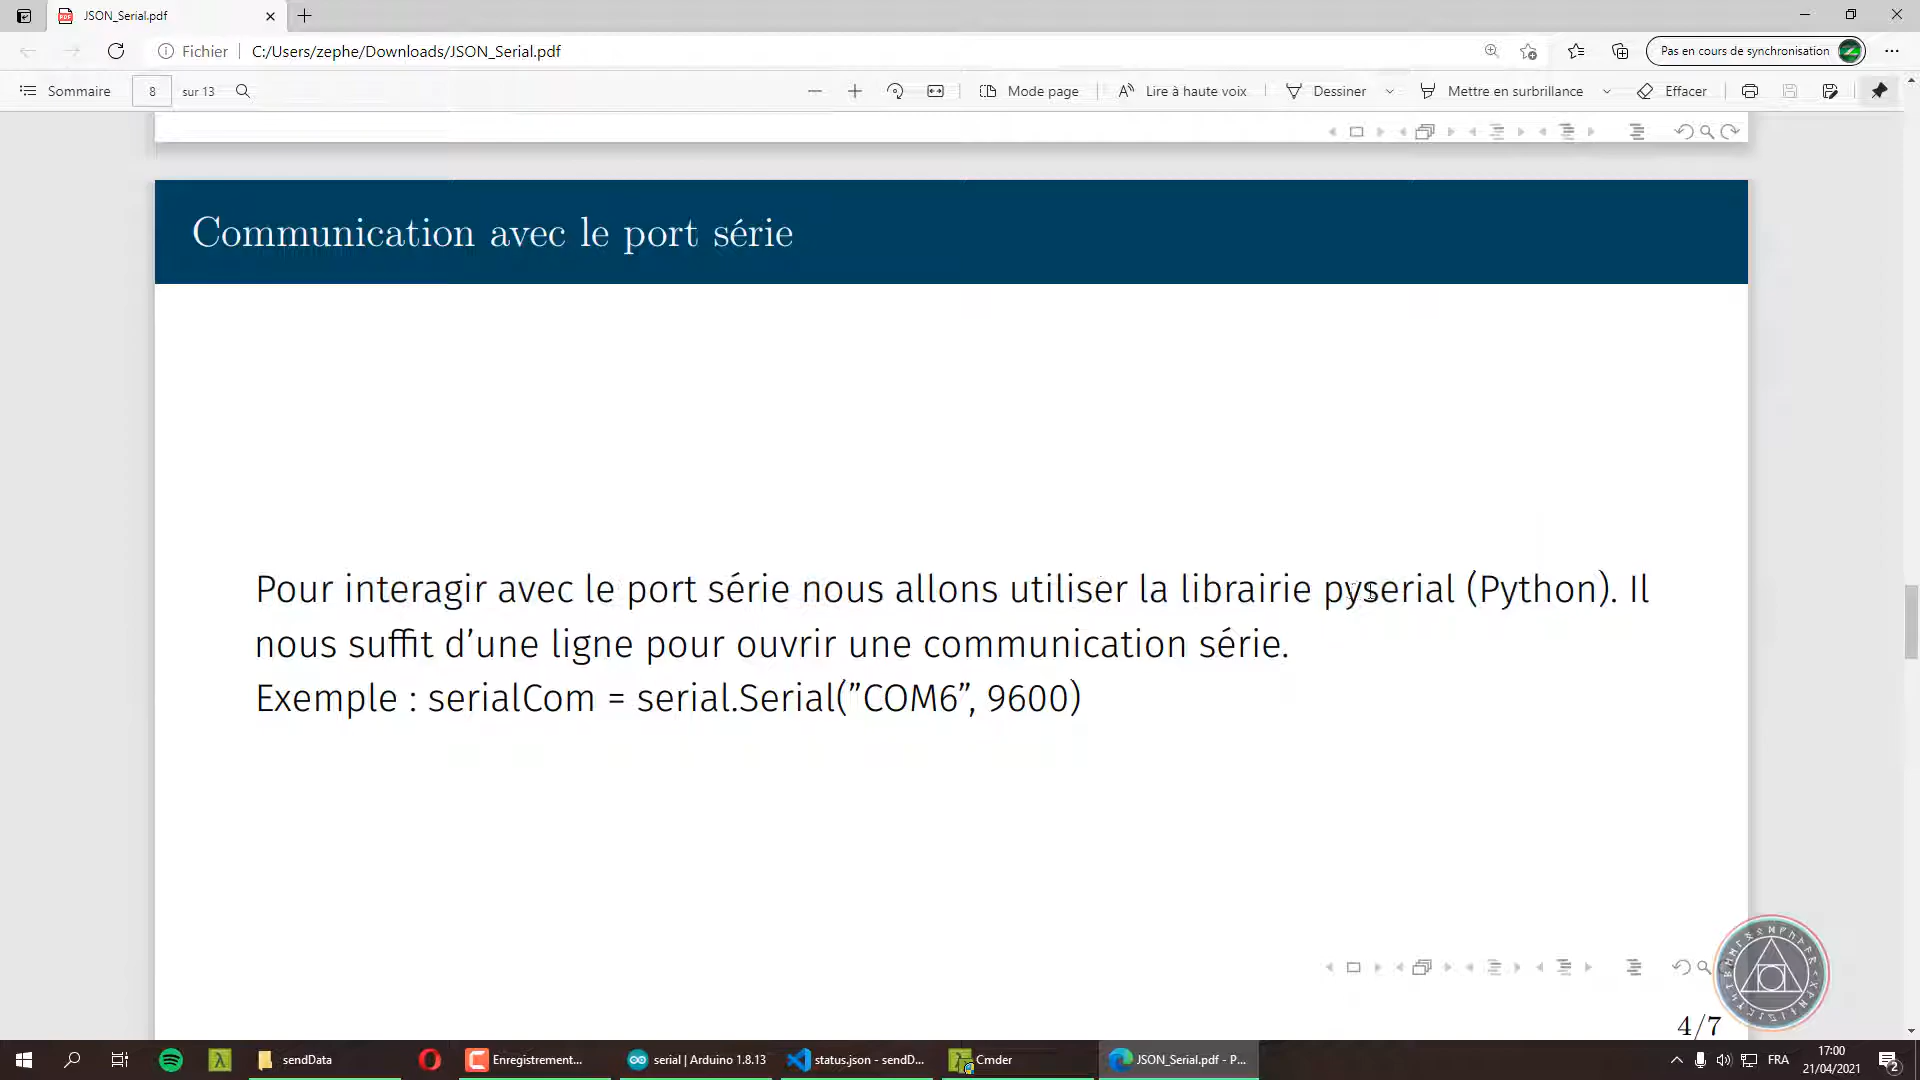 JSON_Serial.pdf
Fichier
C:/Users/zephe/Downloads/JSON_Serial.pdf
Pas en cours de synchronisation
Sommaire
8
sur 13
Mode page
Lire à haute voix
Dessiner
Mettre en surbrillance
Effacer
Communication avec le port série
Pour interagir avec le port série nous allons utiliser la librairie pyserial (Python). Il
nous suffit d’une ligne pour ouvrir une communication série.
Exemple : serialCom = serial.Serial(”COM6”, 9600)
4/7
sendData
Enregistrement...
serial | Arduino 1.8.13
status.json - sendD...
Cmder
JSON_Serial.pdf - P...
FRA
17:00
21/04/2021
2